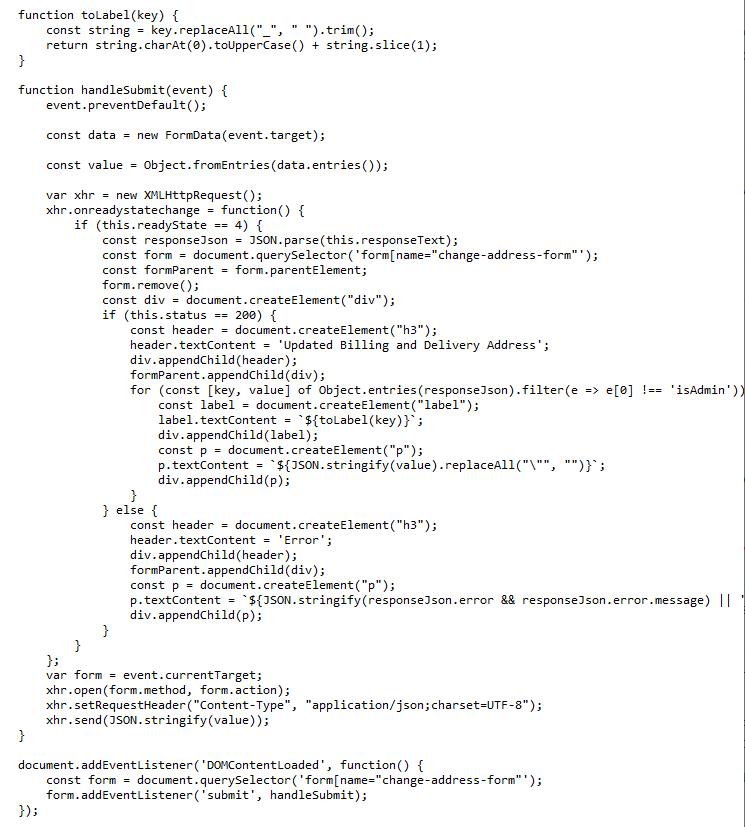 function toLabel(key) {
    const string = key.replaceAll("_", " ").trim();
    return string.charAt(0).toUpperCase() + string.slice(1);
}

function handleSubmit(event) {
    event.preventDefault();

    const data = new FormData(event.target);

    const value = Object.fromEntries(data.entries());

    var xhr = new XMLHttpRequest();
    xhr.onreadystatechange = function() {
        if (this.readyState == 4) {
            const responseJson = JSON.parse(this.responseText);
            const form = document.querySelector('form[name="change-address-form"');
            const formParent = form.parentElement;
            form.remove();
            const div = document.createElement("div");
            if (this.status == 200) {
                const header = document.createElement("h3");
                header.textContent = 'Updated Billing and Delivery Address';
                div.appendChild(header);
                formParent.appendChild(div);
                for (const [key, value] of Object.entries(responseJson).filter(e => e[0] !== 'isAdmin'))
                    const label = document.createElement("label");
                    label.textContent = `${toLabel(key)}`;
                    div.appendChild(label);
                    const p = document.createElement("p");
                    p.textContent = `${JSON.stringify(value).replaceAll("\"", "")}`;
                    div.appendChild(p);
                }
            } else {
                const header = document.createElement("h3");
                header.textContent = 'Error';
                div.appendChild(header);
                formParent.appendChild(div);
                const p = document.createElement("p");
                p.textContent = `${JSON.stringify(responseJson.error && responseJson.error.message) || '
                div.appendChild(p);
            }
        }
    };
    var form = event.currentTarget;
    xhr.open(form.method, form.action);
    xhr.setRequestHeader("Content-Type", "application/json;charset=UTF-8");
    xhr.send(JSON.stringify(value));
}

document.addEventListener('DOMContentLoaded', function() {
    const form = document.querySelector('form[name="change-address-form"');
    form.addEventListener('submit', handleSubmit);
});